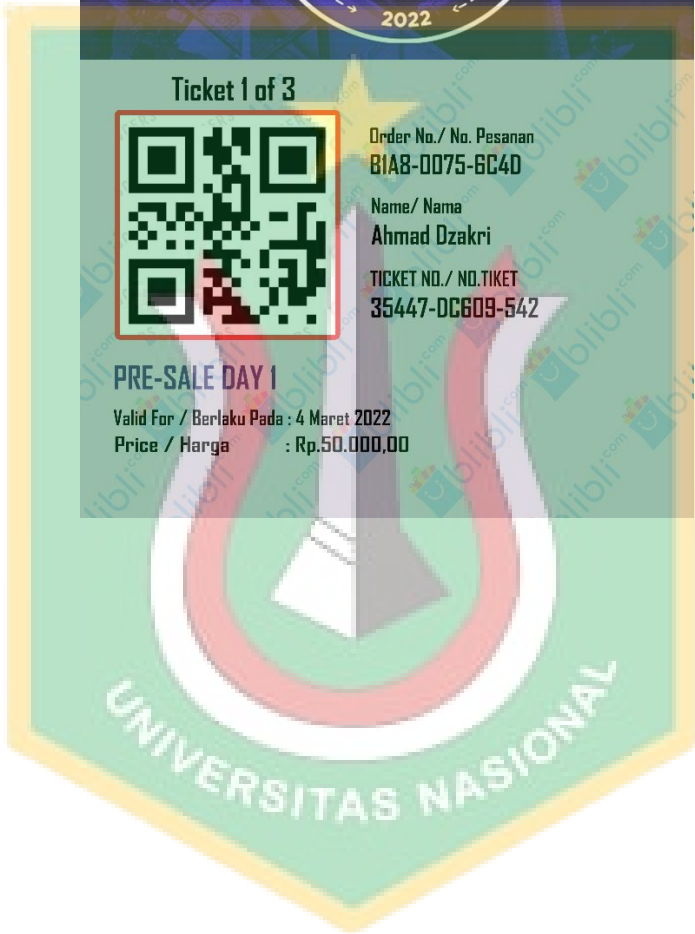 2022
Ticket 1 of 3
Order No./ No. Pesanan
B1A8-0075-6C4D
Name/ Nama
Ahmad Dzakri
TICKET NO./ NO.TIKET
35447-DC609-542
PRE-SALE DAY 1
Valid For / Berlaku Pada : 4 Maret 2022
Price / Harga : Rp.50.000,00
blibli.com
UNIVERSITAS NASIONAL